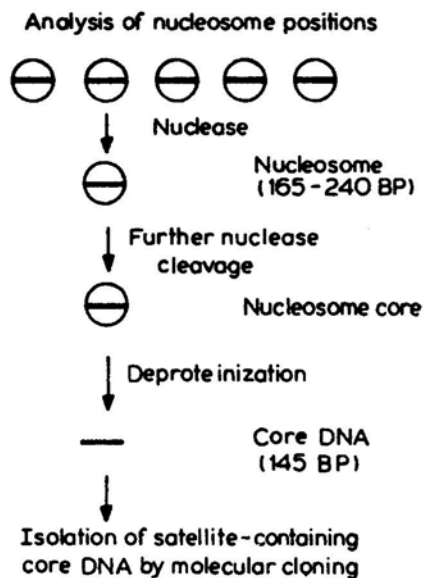 Analysis of nucleosome positions
Nuclease
Nucleosome
(165-240 BP)
Further nuclease
cleavage
Nucleosome core
Deproteinization
Core DNA
(145 BP)
Isolation of satellite-containing
core DNA by molecular cloning